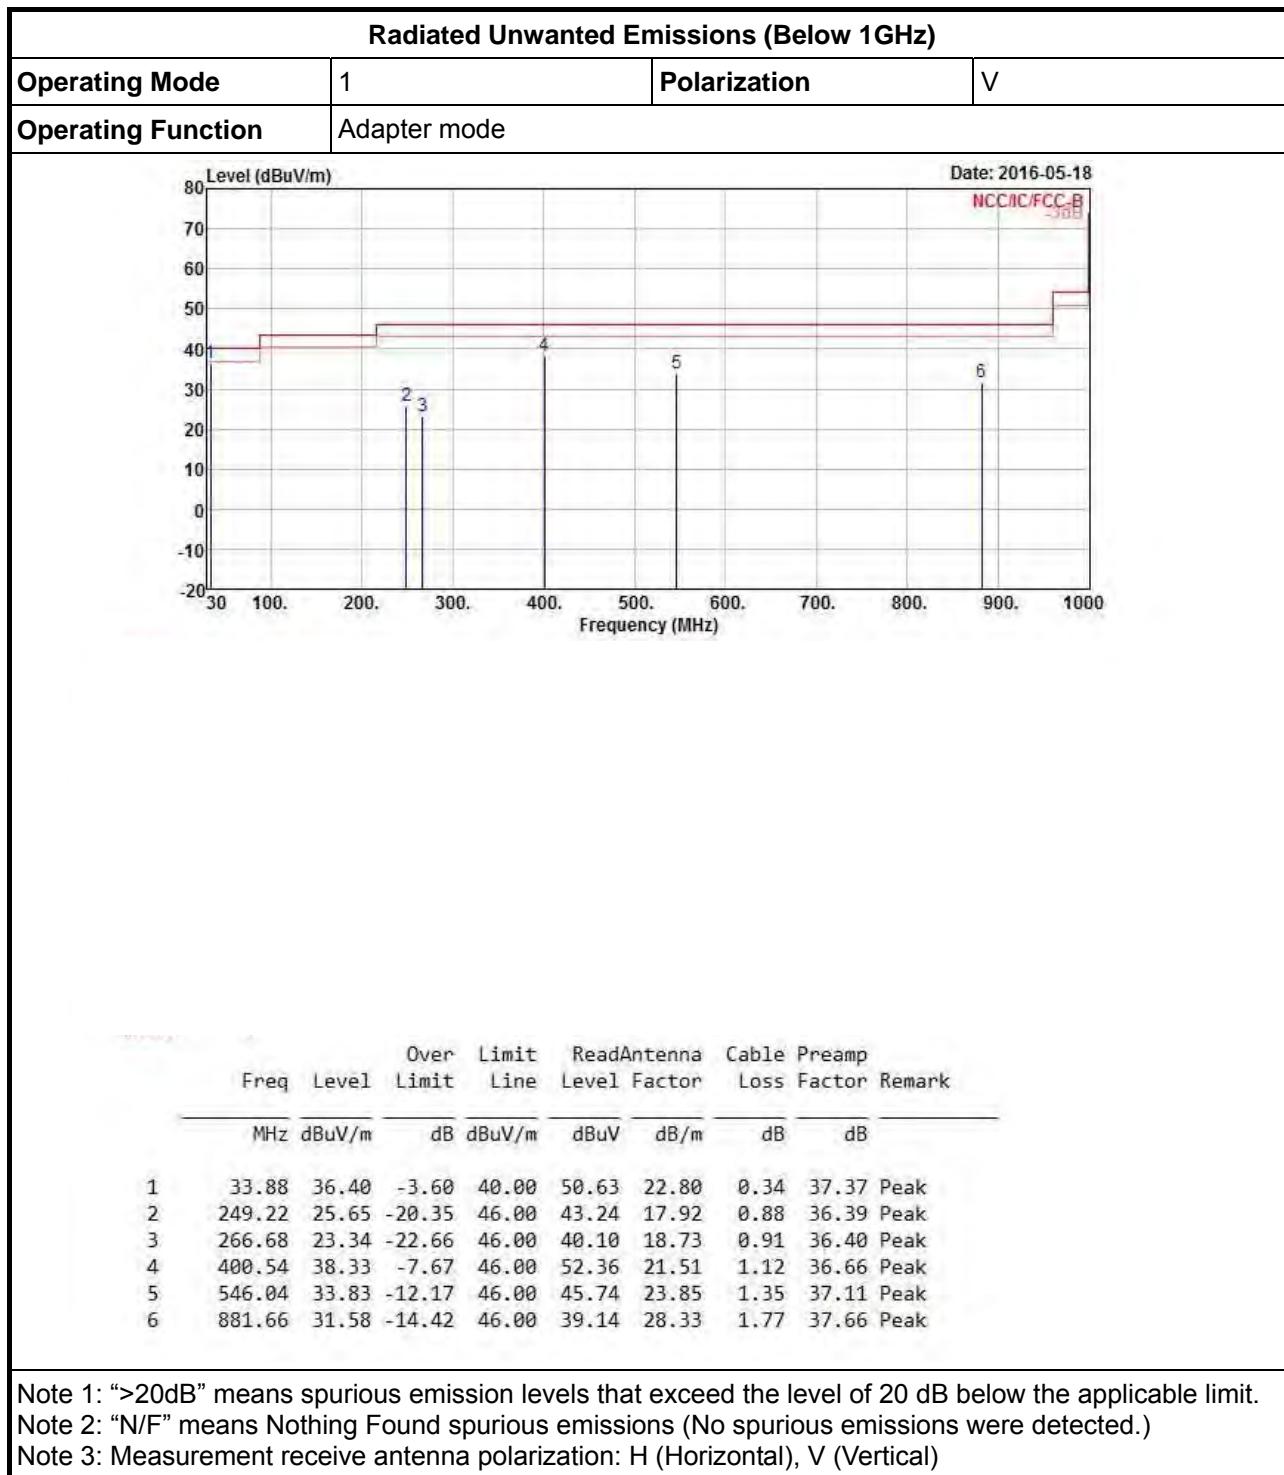 Radiated Unwanted Emissions (Below 1GHz)
Operating Mode 1 Polarization V
Operating Function Adapter mode
Level (dBuV/m) Date: 2016-05-18
80
NCC/IC/FCC-B
-3dB
70
60
50
40
30
20
10
0
-10
-20
1
2
3
4
5
6
30 100. 200. 300. 400. 500. 600. 700. 800. 900. 1000
Frequency (MHz)
Over Limit ReadAntenna Cable Preamp
Freq Level Limit Line Level Factor Loss Factor Remark
MHz dBuV/m dB dBuV/m dBuV dB/m dB dB
1 33.88 36.40 -3.60 40.00 50.63 22.80 0.34 37.37 Peak
2 249.22 25.65 -20.35 46.00 43.24 17.92 0.88 36.39 Peak
3 266.68 23.34 -22.66 46.00 40.10 18.73 0.91 36.40 Peak
4 400.54 38.33 -7.67 46.00 52.36 21.51 1.12 36.66 Peak
5 546.04 33.83 -12.17 46.00 45.74 23.85 1.35 37.11 Peak
6 881.66 31.58 -14.42 46.00 39.14 28.33 1.77 37.66 Peak
Note 1: “>20dB” means spurious emission levels that exceed the level of 20 dB below the applicable limit.
Note 2: “N/F” means Nothing Found spurious emissions (No spurious emissions were detected.)
Note 3: Measurement receive antenna polarization: H (Horizontal), V (Vertical)